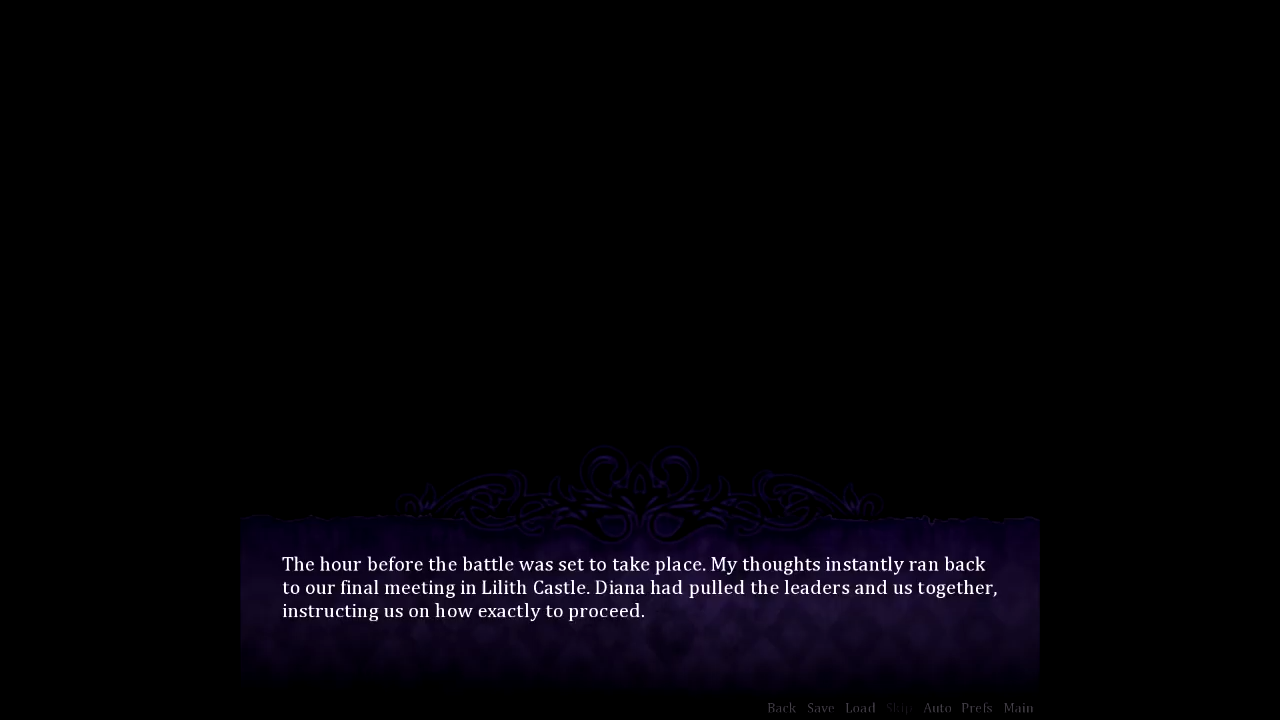 The hour before the battle was set to take place. My thoughts instantly ran back
to our final meeting in Lilith Castle. Diana had pulled the leaders and us together,
instructing us on how exactly to proceed.
Back Save Load Skip Auto Prefs Main